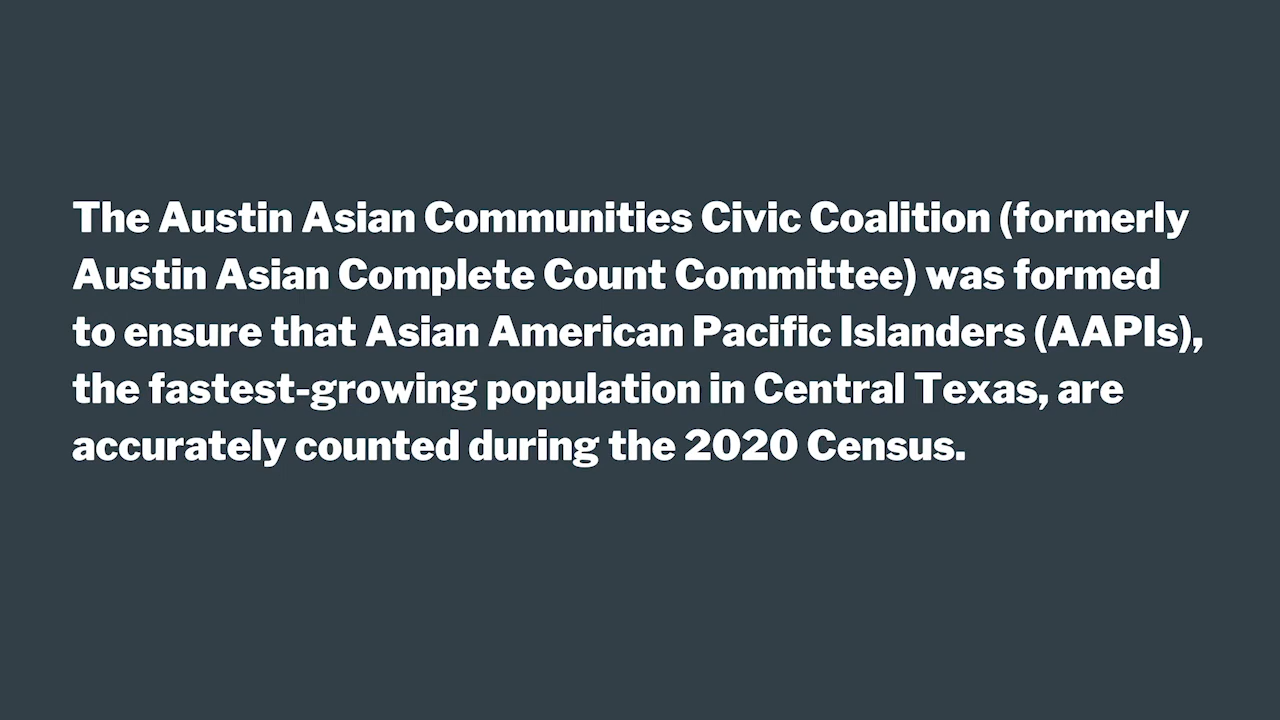 The Austin Asian Communities Civic Coalition (formerly
Austin Asian Complete Count Committee) was formed
to ensure that Asian American Pacific Islanders (AAPIs),
the fastest-growing population in Central Texas, are
accurately counted during the 2020 Census.